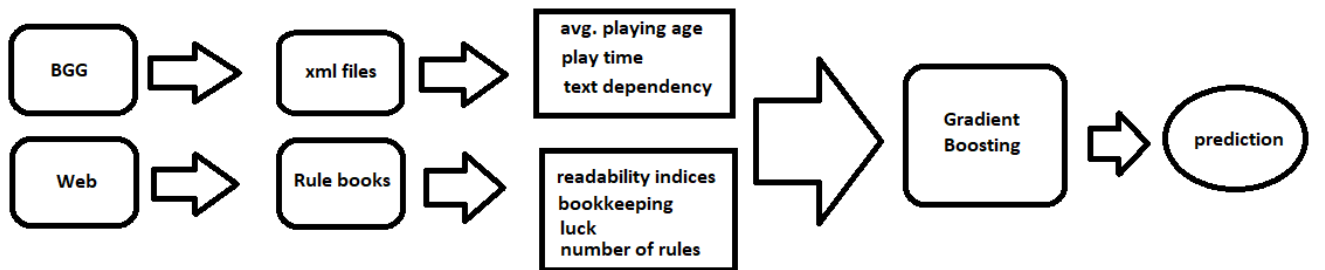 BGG
xml files
avg. playing age
play time
text dependency
Web
Rule books
readability indices
bookkeeping
luck
number of rules
Gradient
Boosting
prediction